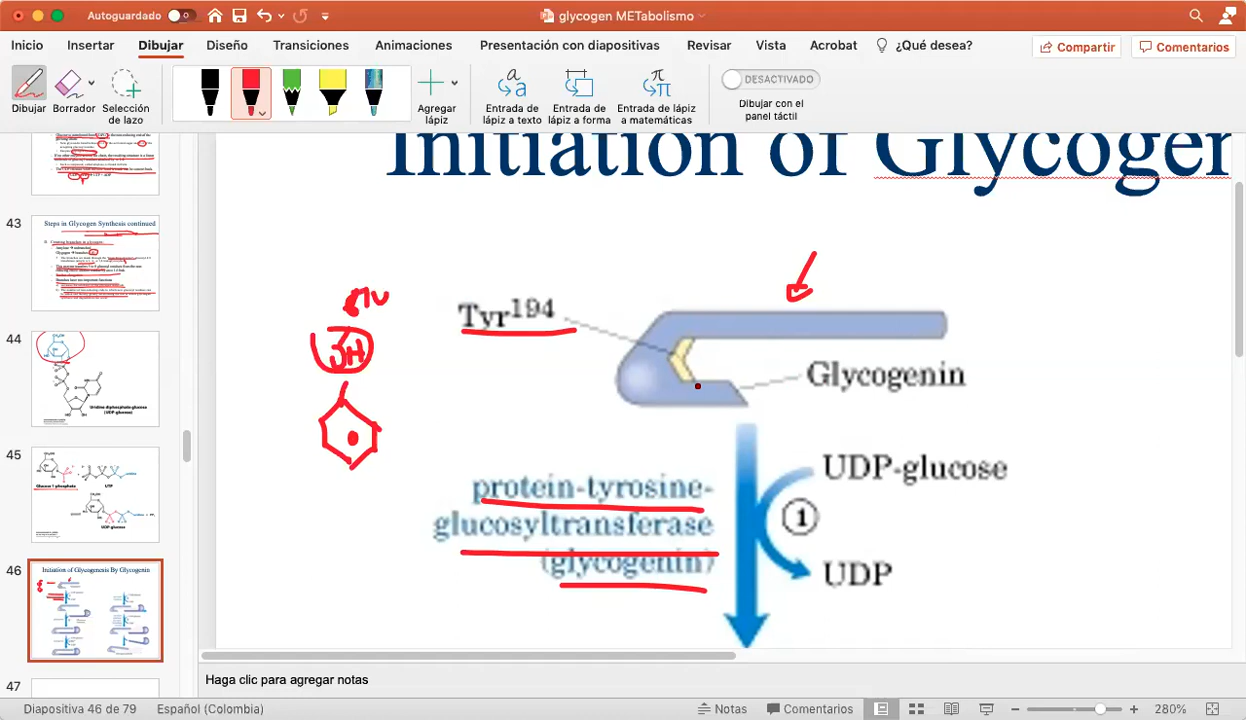 Autoguardado
glycogen METabolismo
Inicio Insertar Dibujar Diseño Transiciones Animaciones Presentación con diapositivas Revisar Vista Acrobat ¿Qué desea? Compartir Comentarios
Dibujar Borrador Selección de lazo Agregar lápiz Entrada de lápiz a texto Entrada de lápiz a forma Entrada de lápiz a matemáticas DESACTIVADO Dibujar con el panel táctil
43
Steps in Glycogen Synthesis continued
44
Uridine diphosphate glucose
(UDP-glucose)
45
Glucose 1-phosphate
UTP
UDP-glucose
46
Initiation of Glycogenesis By Glycogenin
47
Initiation of Glycoger
Glu
OH
Tyr194
Glycogenin
UDP-glucose
protein-tyrosine-
glucosyltransferase
(glycogenin)
1
UDP
Haga clic para agregar notas
Diapositiva 46 de 79 Español (Colombia) Notas Comentarios 280%